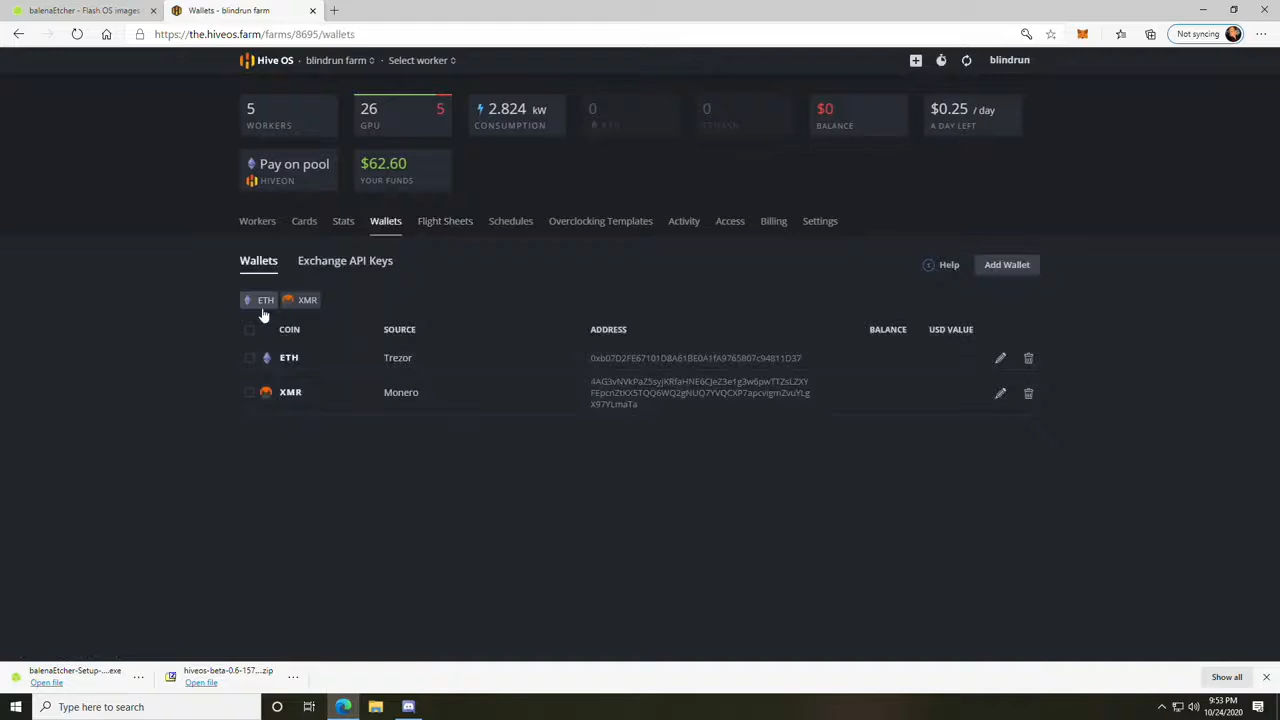 balenaEtcher - Flash OS images
Wallets - blindrun farm
https://the.hiveos.farm/farms/8695/wallets
Not syncing
Hive OS blindrun farm Select worker
blindrun
5
WORKERS
26 5
GPU
2.824 kW
CONSUMPTION
0
0
$0
BALANCE
$0.25 / day
A DAY LEFT
Pay on pool
HIVEON
$62.60
YOUR FUNDS
Workers Cards Stats Wallets Flight Sheets Schedules Overclocking Templates Activity Access Billing Settings
Wallets Exchange API Keys
Help Add Wallet
ETH XMR
COIN SOURCE ADDRESS BALANCE USD VALUE
ETH Trezor
XMR Monero
balenaEtcher-Setup-....exe
Open file
hiveos-beta-0.6-157...zip
Open file
Show all
Type here to search
9:53 PM
10/24/2020